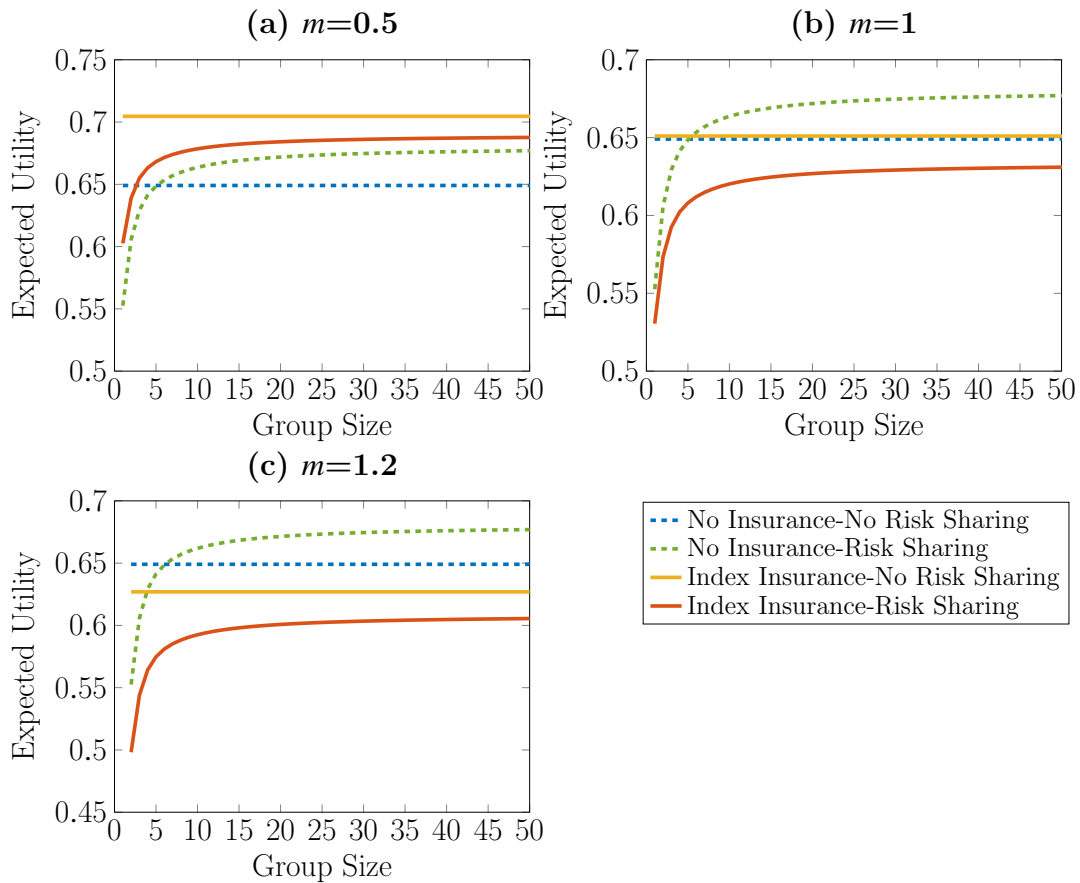 (a) m=0.5
0.75
0.7
0.65
0.6
0.55
0.5
Expected Utility
0 5 10 15 20 25 30 35 40 45 50
Group Size
(b) m=1
0.7
0.65
0.6
0.55
0.5
Expected Utility
0 5 10 15 20 25 30 35 40 45 50
Group Size
(c) m=1.2
0.7
0.65
0.6
0.55
0.5
0.45
Expected Utility
0 5 10 15 20 25 30 35 40 45 50
Group Size
No Insurance-No Risk Sharing
No Insurance-Risk Sharing
Index Insurance-No Risk Sharing
Index Insurance-Risk Sharing